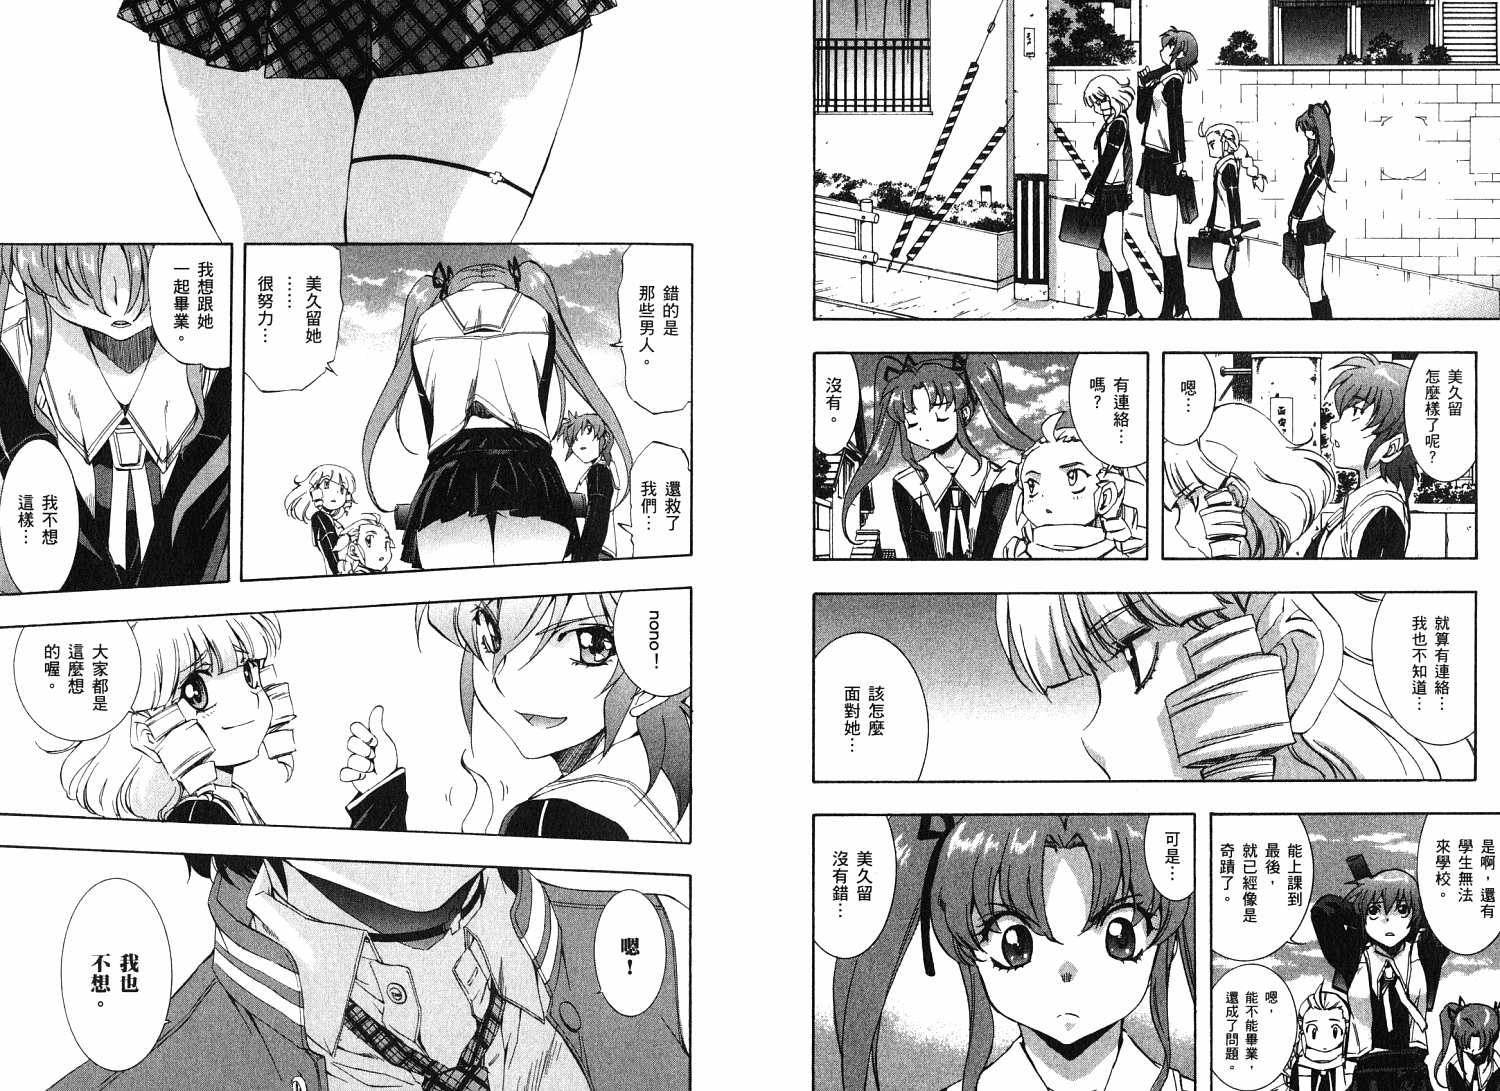 美久留
怎麼樣了呢？
嗯…
有連絡…
嗎？
沒有。
就算有連絡…
我也不知道…
該怎麼
面對她…
是啊，還有
學生無法
來學校。
能上課到
最後，
就已經像是
奇蹟了。
嗯，
能不能畢業，
還成了問題。
可是…
美久留
沒有錯…
錯的是
那些男人。
還救了
我們…
美久留她
……
很努力…
我想跟她
一起畢業。
我不想
這樣…
nono！
大家都是
這麼想
的喔。
嗯！
我也
不想。